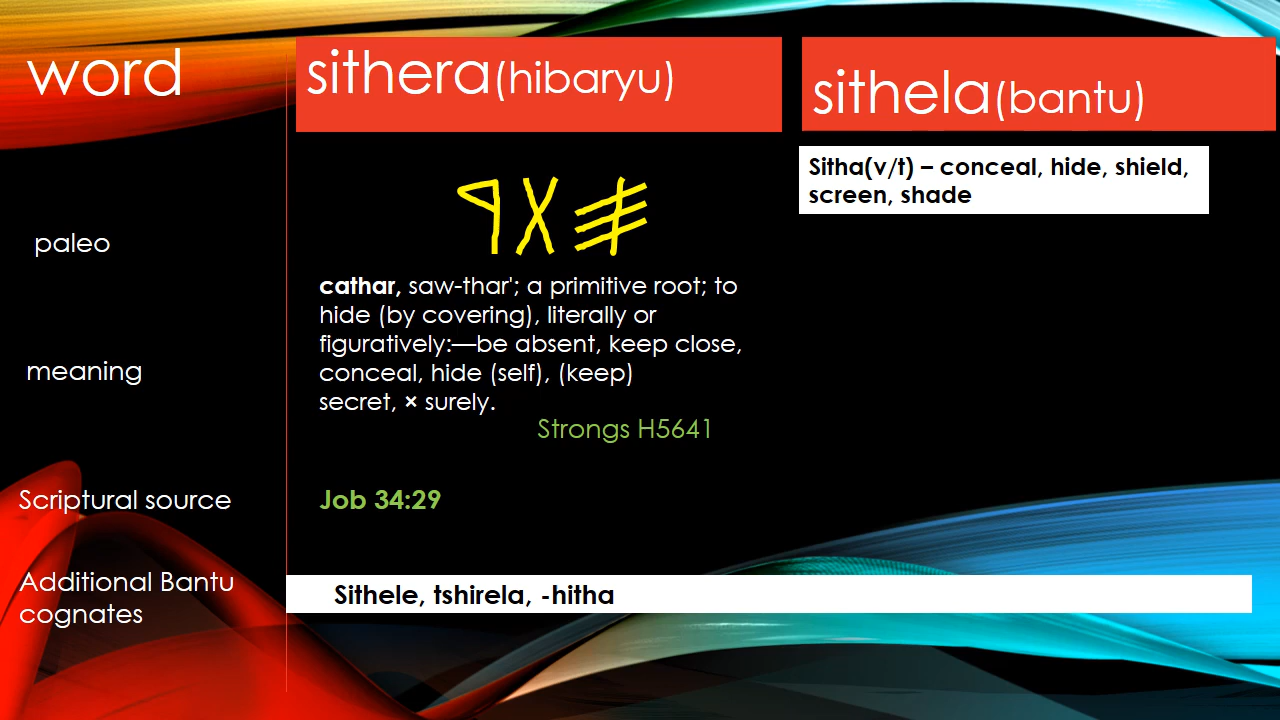 word
sithera(hibaryu)
sithela(bantu)
Sitha(v/t) – conceal, hide, shield,
screen, shade
paleo
𐤎𐤕𐤓
meaning
cathar, saw-thar'; a primitive root; to
hide (by covering), literally or
figuratively:—be absent, keep close,
conceal, hide (self), (keep)
secret, × surely.
Strongs H5641
Scriptural source
Job 34:29
Additional Bantu
cognates
Sithele, tshirela, -hitha